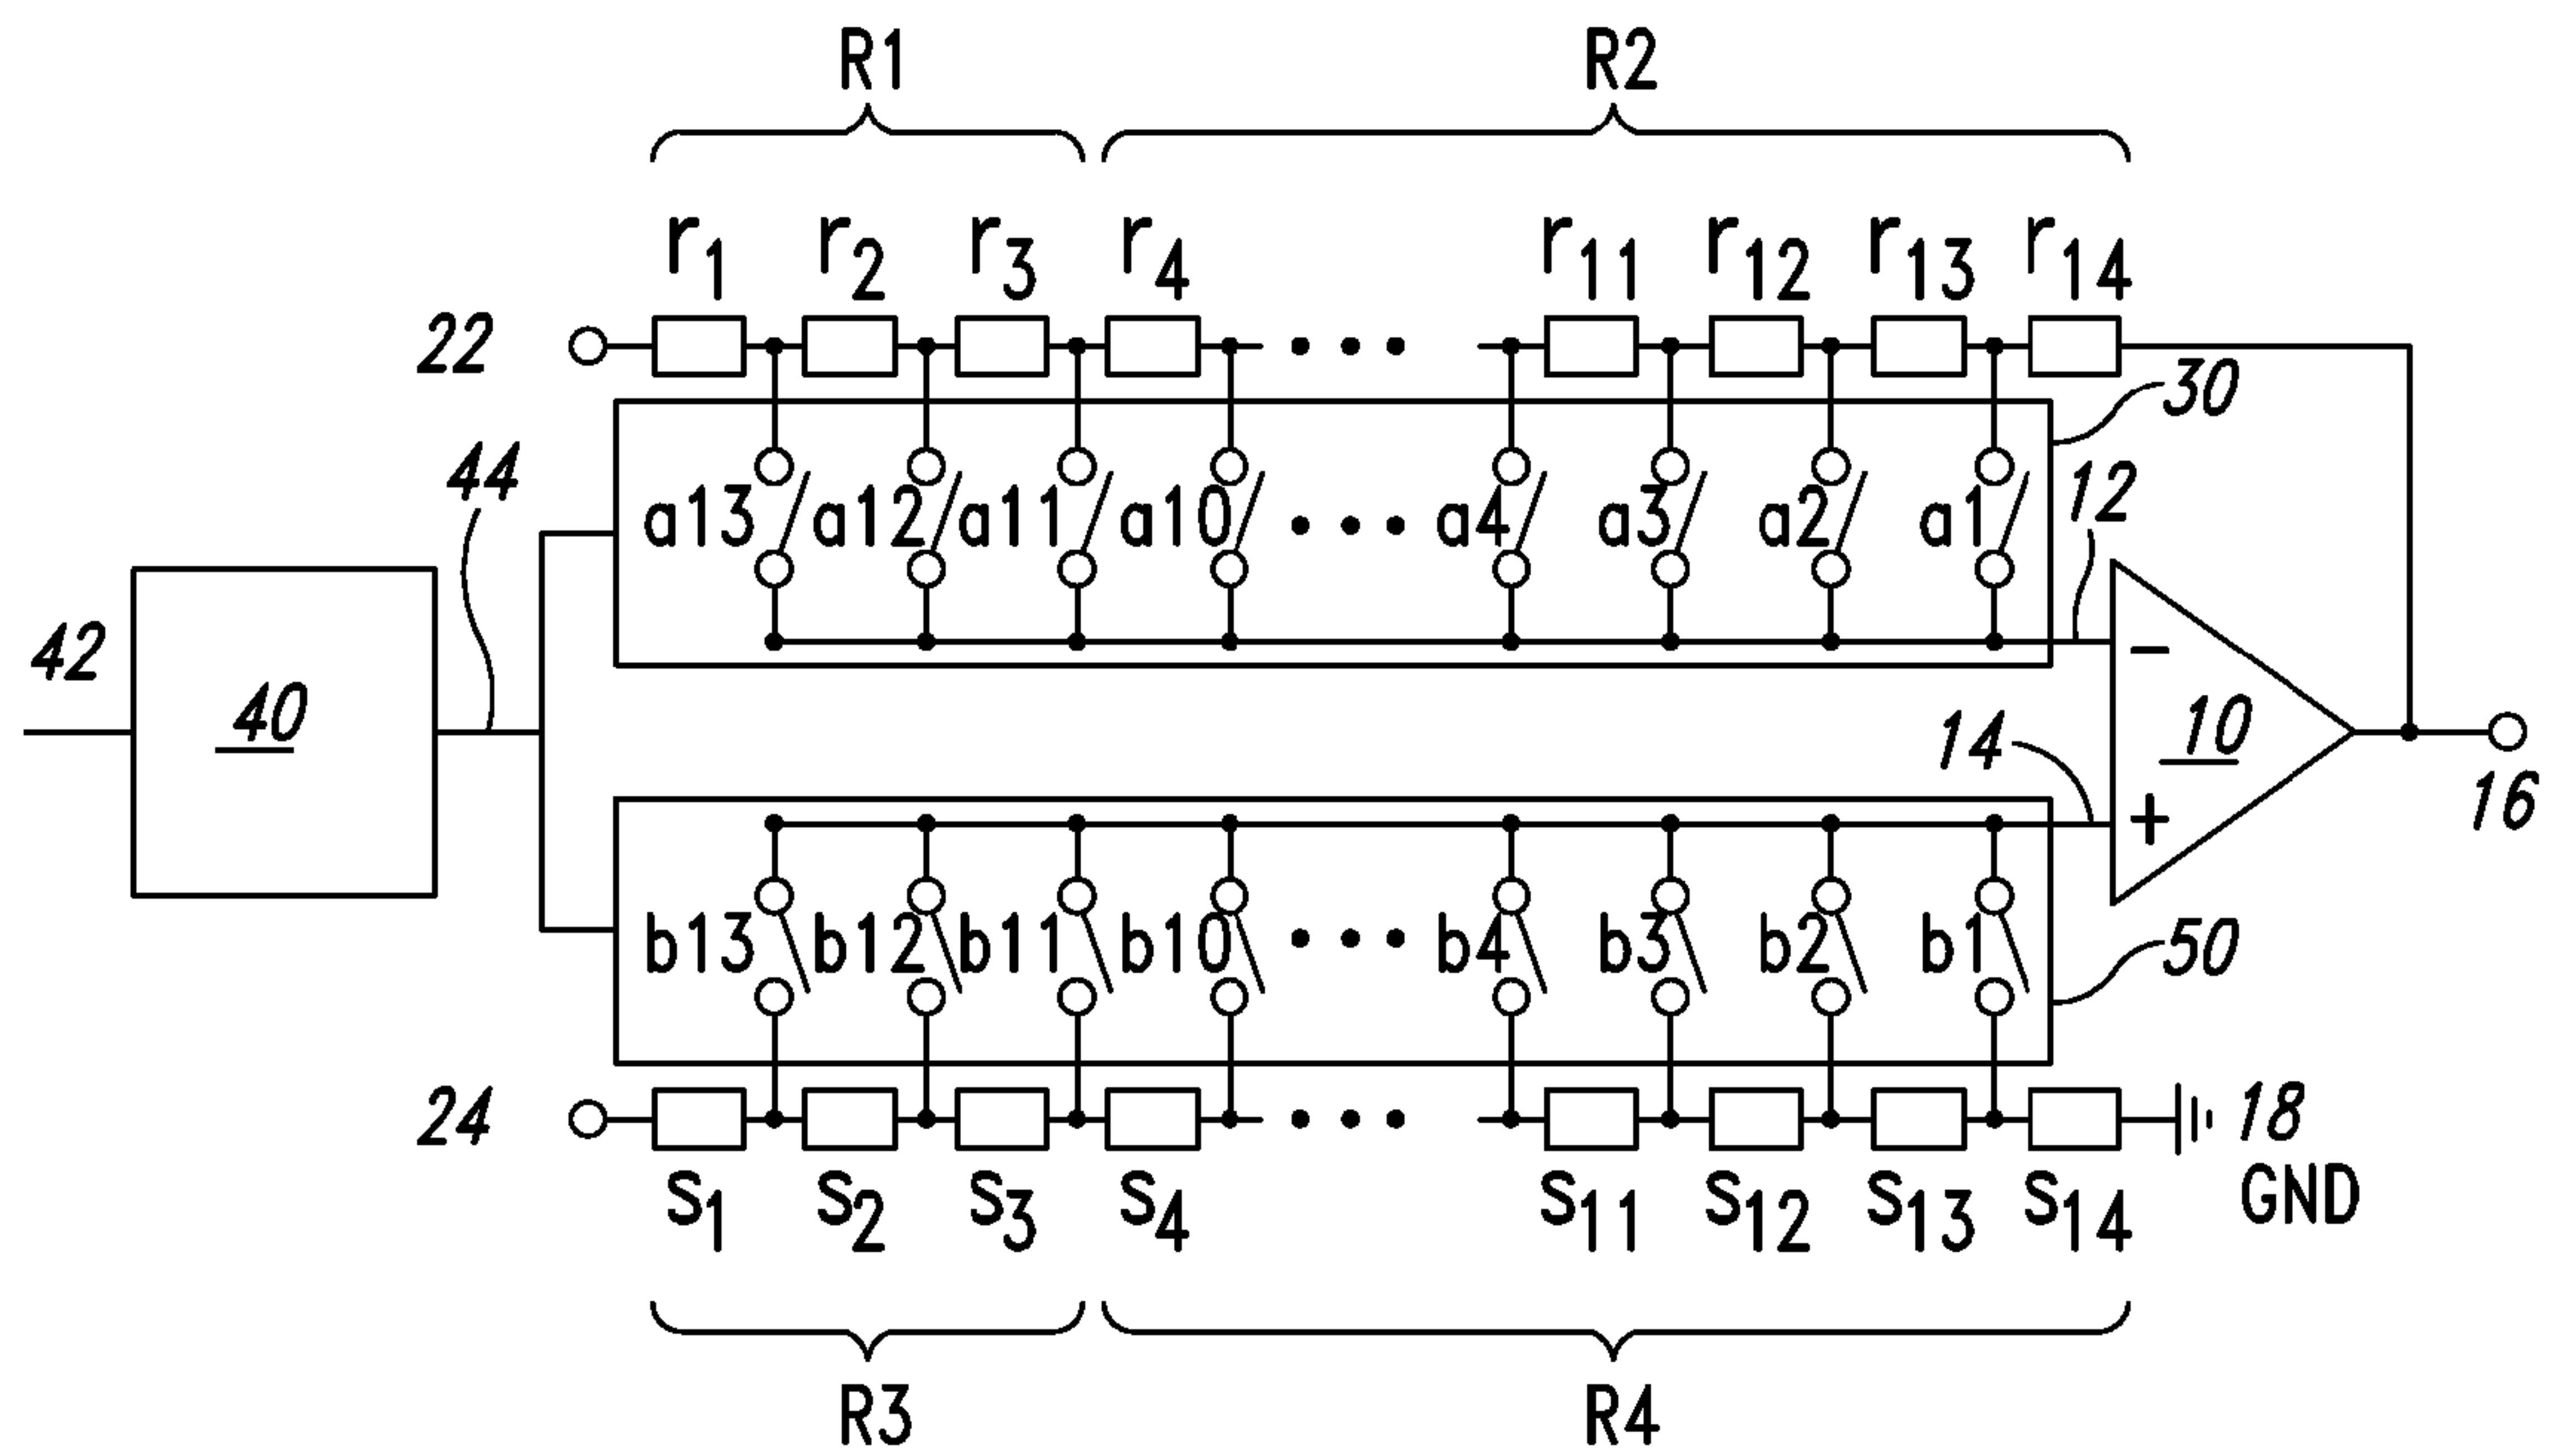 R1 R2
r1 r2 r3 r4 r11 r12 r13 r14
22
30
44
a13 a12 a11 a10 a4 a3 a2 a1
12
42
40
−
10
14
+
16
b13 b12 b11 b10 b4 b3 b2 b1
50
24
18
GND
s1 s2 s3 s4 s11 s12 s13 s14
R3 R4